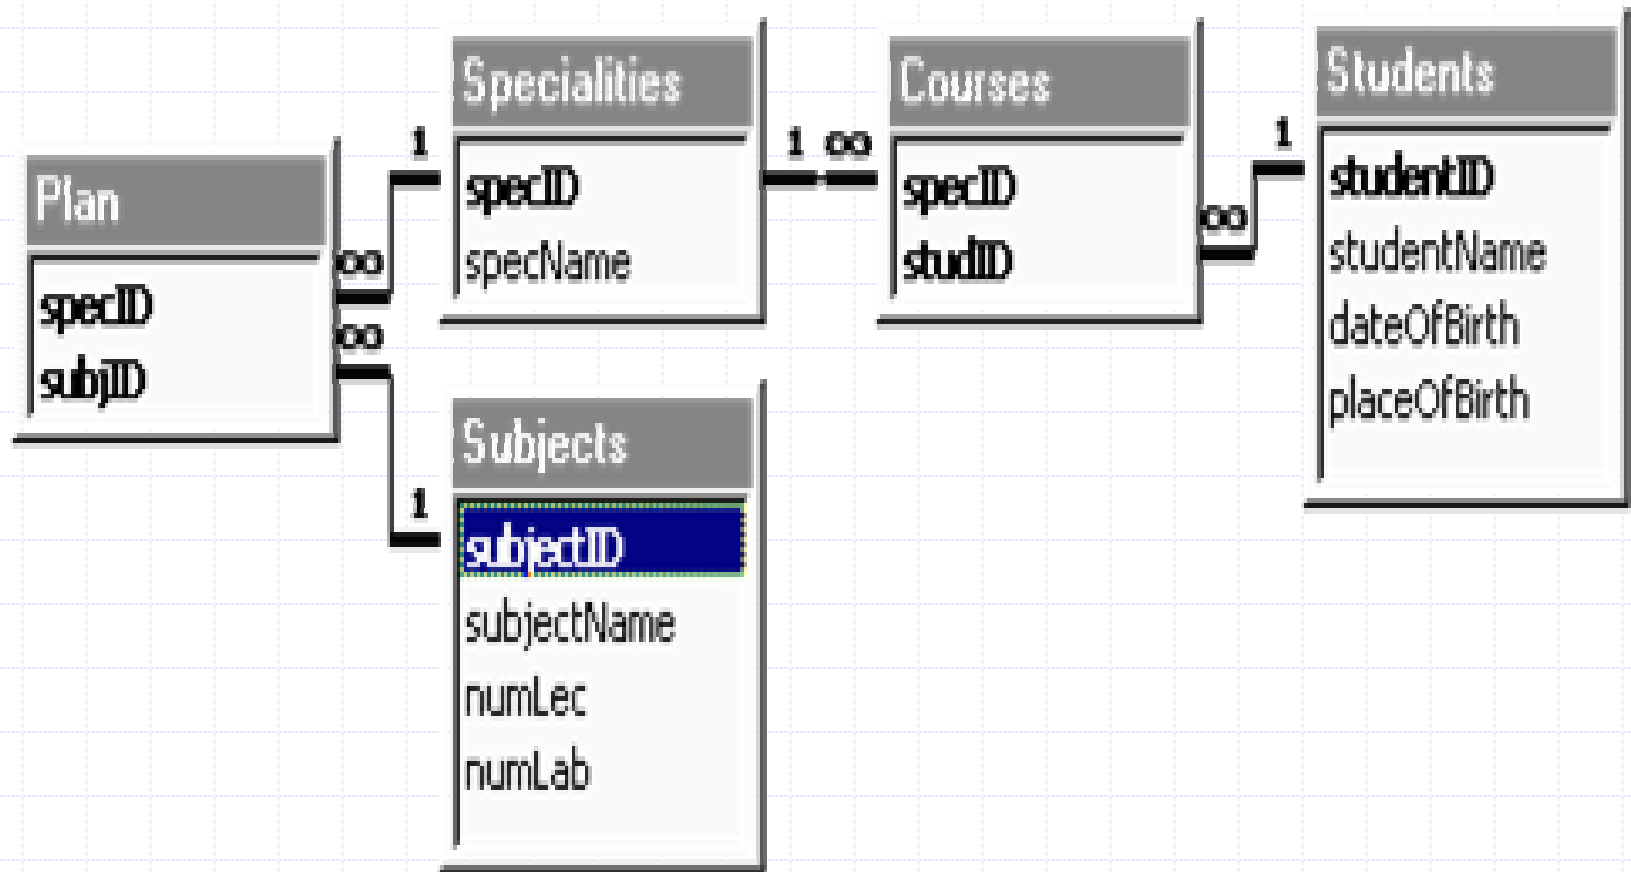 Plan
specID
subjID
Specialities
specID
specName
Subjects
subjectID
subjectName
numLec
numLab
Courses
specID
studID
Students
studentID
studentName
dateOfBirth
placeOfBirth
1
∞
∞
1
1 ∞
∞
1